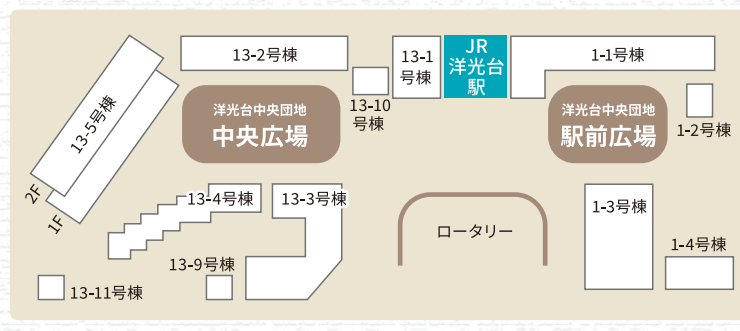 13-2号棟
13-1
号棟
JR
洋光台
駅
1-1号棟
13-5号棟
2F
1F
洋光台中央団地
中央広場
13-10
号棟
洋光台中央団地
駅前広場
1-2号棟
13-4号棟
13-3号棟
ロータリー
1-3号棟
1-4号棟
13-9号棟
13-11号棟